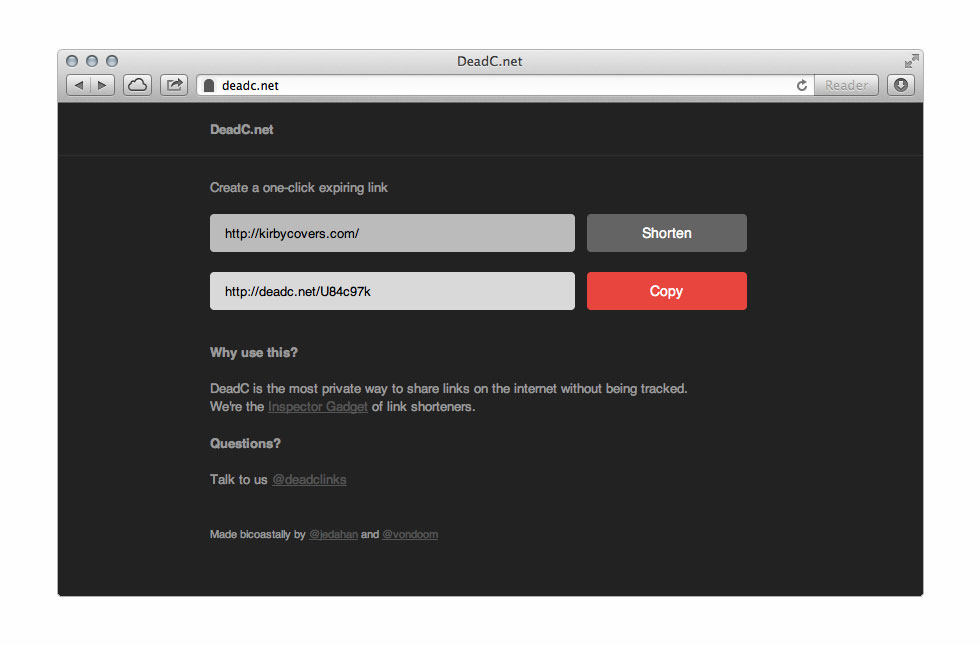 DeadC.net
deadc.net
Reader
DeadC.net
Create a one-click expiring link
http://kirbycovers.com/
Shorten
http://deadc.net/U84c97k
Copy
Why use this?
DeadC is the most private way to share links on the internet without being tracked.
We're the Inspector Gadget of link shorteners.
Questions?
Talk to us @deadclinks
Made bicoastally by @jedahan and @vondoom